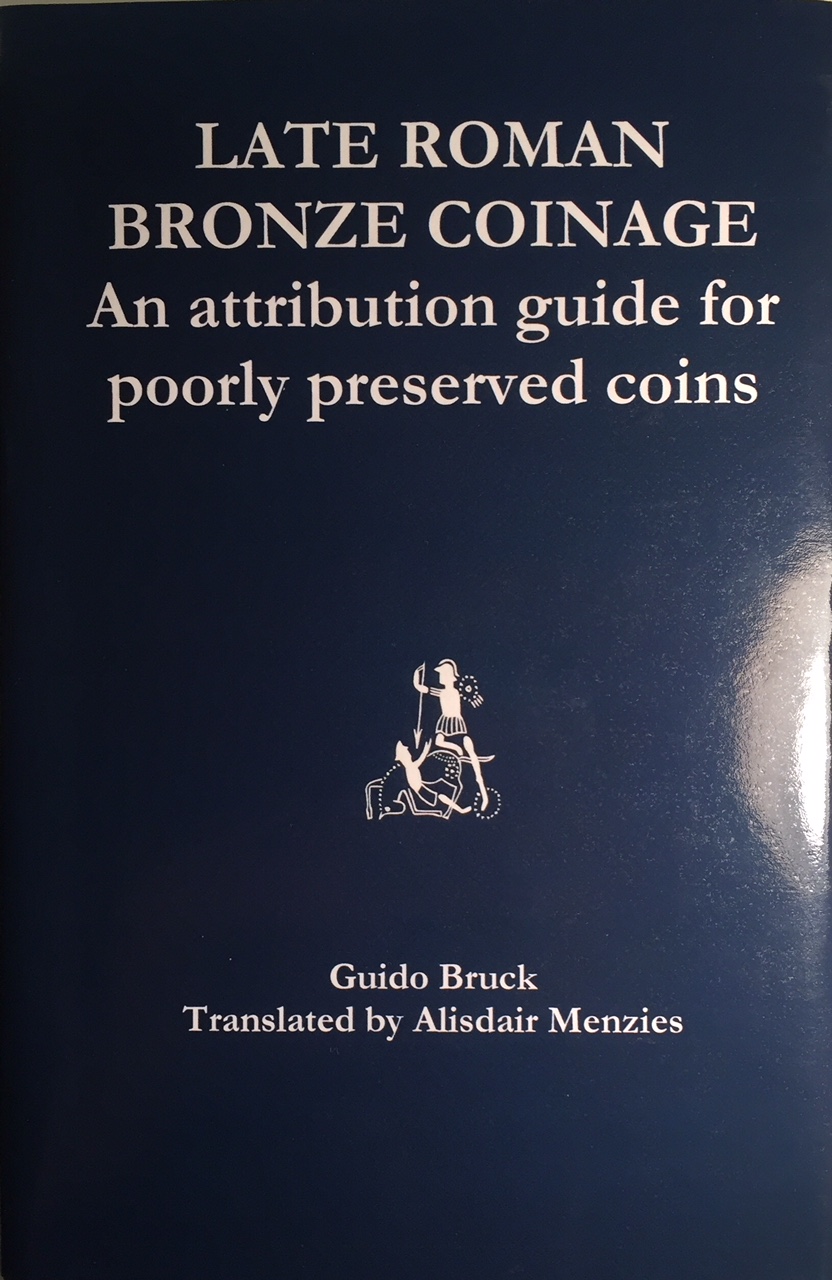 LATE ROMAN
BRONZE COINAGE
An attribution guide for
poorly preserved coins
Guido Bruck
Translated by Alisdair Menzies